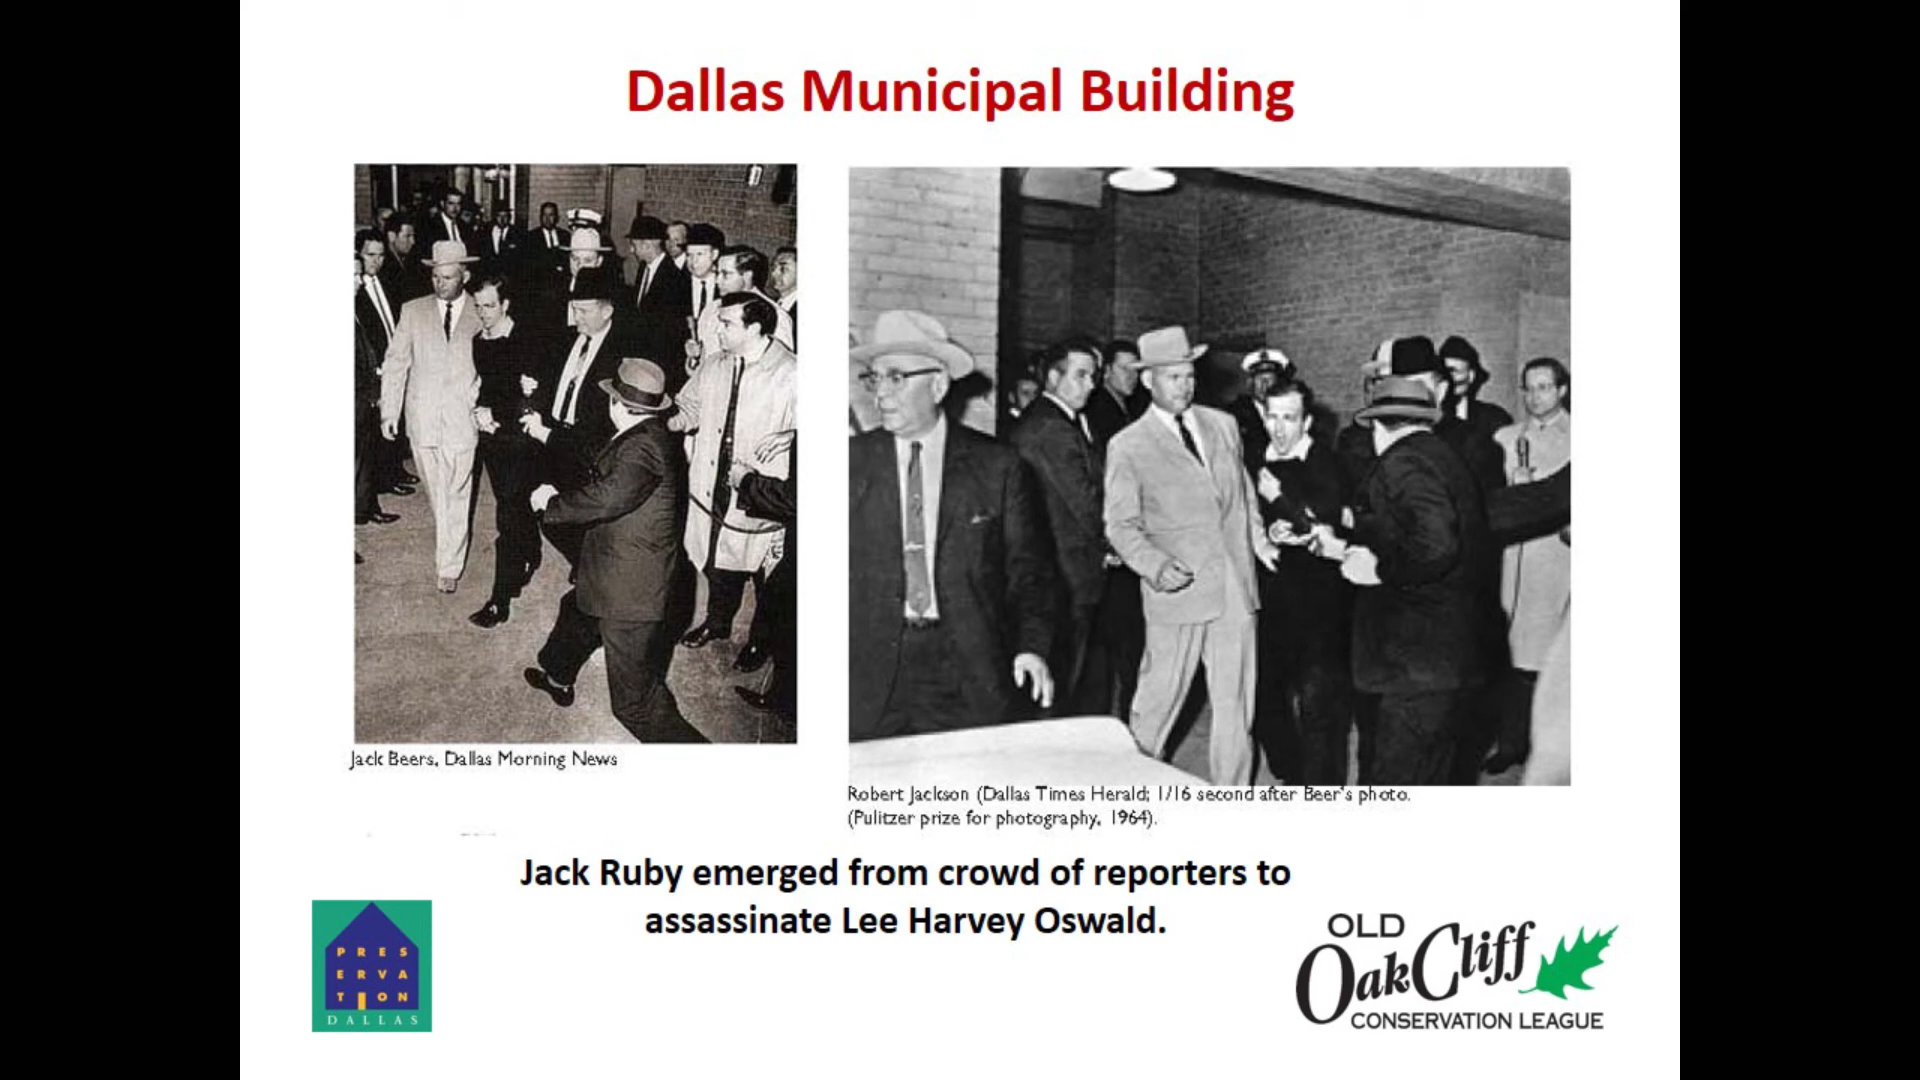 Dallas Municipal Building
Jack Beers, Dallas Morning News
Robert Jackson (Dallas Times Herald; 1/16 second after Beer's photo.
(Pulitzer prize for photography, 1964).
Jack Ruby emerged from crowd of reporters to
assassinate Lee Harvey Oswald.
PRES
ERVA
TION
DALLAS
OLD
Oak Cliff
CONSERVATION LEAGUE